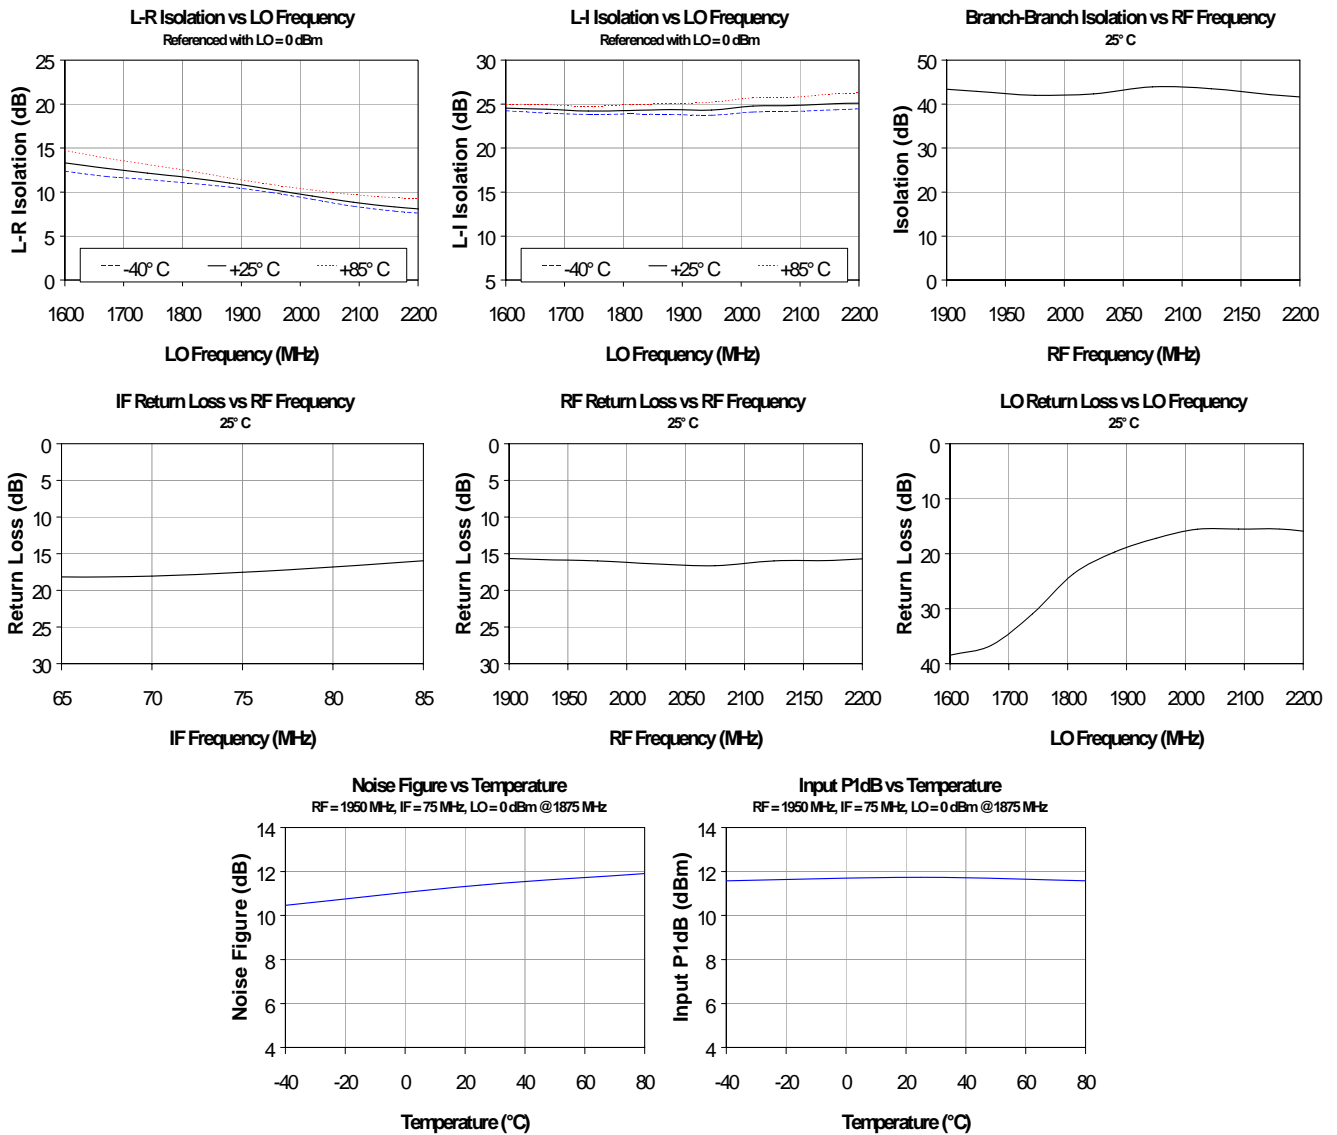 L-R Isolation vs LO Frequency
Referenced with LO = 0 dBm
L-R Isolation (dB)
25
20
15
10
5
0
-40° C
+25° C
+85° C
1600 1700 1800 1900 2000 2100 2200
LO Frequency (MHz)
L-I Isolation vs LO Frequency
Referenced with LO = 0 dBm
L-I Isolation (dB)
30
25
20
15
10
5
-40° C
+25° C
+85° C
1600 1700 1800 1900 2000 2100 2200
LO Frequency (MHz)
Branch-Branch Isolation vs RF Frequency
25° C
Isolation (dB)
50
40
30
20
10
0
1900 1950 2000 2050 2100 2150 2200
RF Frequency (MHz)
IF Return Loss vs RF Frequency
25° C
Return Loss (dB)
0
5
10
15
20
25
30
65 70 75 80 85
IF Frequency (MHz)
RF Return Loss vs RF Frequency
25° C
Return Loss (dB)
0
5
10
15
20
25
30
1900 1950 2000 2050 2100 2150 2200
RF Frequency (MHz)
LO Return Loss vs LO Frequency
25° C
Return Loss (dB)
0
10
20
30
40
1600 1700 1800 1900 2000 2100 2200
LO Frequency (MHz)
Noise Figure vs Temperature
RF = 1950 MHz, IF = 75 MHz, LO = 0 dBm @ 1875 MHz
Noise Figure (dB)
14
12
10
8
6
4
-40 -20 0 20 40 60 80
Temperature (°C)
Input P1dB vs Temperature
RF = 1950 MHz, IF = 75 MHz, LO = 0 dBm @ 1875 MHz
Input P1dB (dBm)
14
12
10
8
6
4
-40 -20 0 20 40 60 80
Temperature (°C)